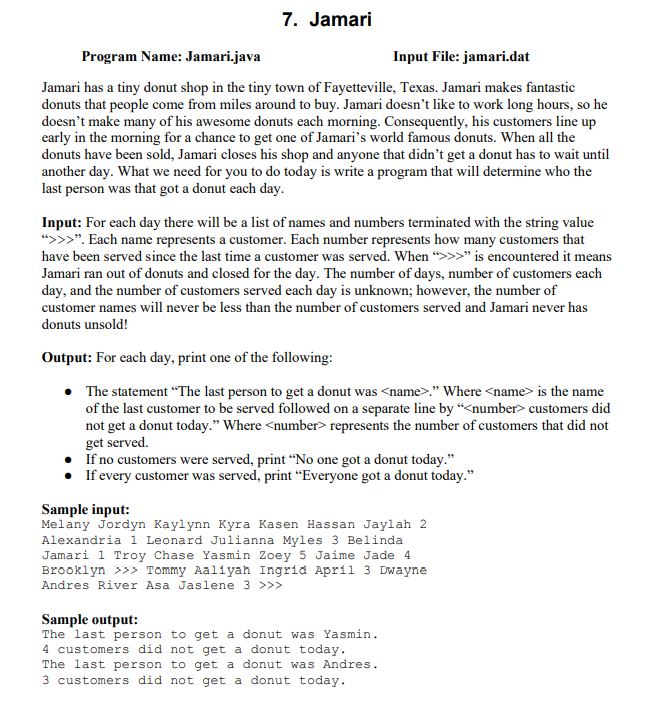 7. Jamari
Program Name: Jamari.java Input File: jamari.dat
Jamari has a tiny donut shop in the tiny town of Fayetteville, Texas. Jamari makes fantastic
donuts that people come from miles around to buy. Jamari doesn’t like to work long hours, so he
doesn’t make many of his awesome donuts each morning. Consequently, his customers line up
early in the morning for a chance to get one of Jamari’s world famous donuts. When all the
donuts have been sold, Jamari closes his shop and anyone that didn’t get a donut has to wait until
another day. What we need for you to do today is write a program that will determine who the
last person was that got a donut each day.
Input: For each day there will be a list of names and numbers terminated with the string value
“>>>”. Each name represents a customer. Each number represents how many customers that
have been served since the last time a customer was served. When “>>>” is encountered it means
Jamari ran out of donuts and closed for the day. The number of days, number of customers each
day, and the number of customers served each day is unknown; however, the number of
customer names will never be less than the number of customers served and Jamari never has
donuts unsold!
Output: For each day, print one of the following:
● The statement “The last person to get a donut was <name>.” Where <name> is the name
of the last customer to be served followed on a separate line by “<number> customers did
not get a donut today.” Where <number> represents the number of customers that did not
get served.
● If no customers were served, print “No one got a donut today.”
● If every customer was served, print “Everyone got a donut today.”
Sample input:
Melany Jordyn Kaylynn Kyra Kasen Hassan Jaylah 2
Alexandria 1 Leonard Julianna Myles 3 Belinda
Jamari 1 Troy Chase Yasmin Zoey 5 Jaime Jade 4
Brooklyn >>> Tommy Aaliyah Ingrid April 3 Dwayne
Andres River Asa Jaslene 3 >>>
Sample output:
The last person to get a donut was Yasmin.
4 customers did not get a donut today.
The last person to get a donut was Andres.
3 customers did not get a donut today.